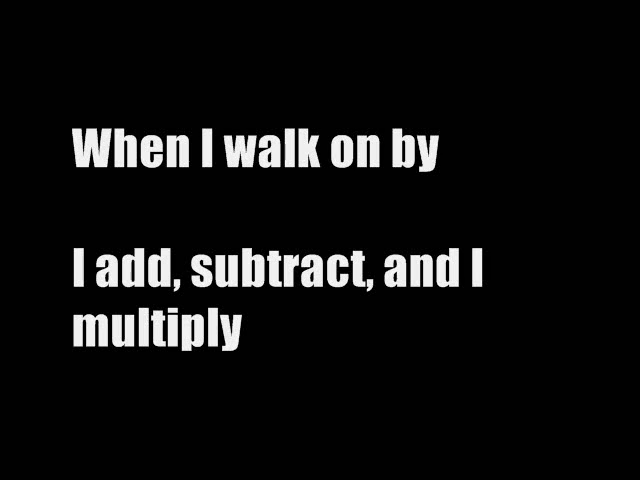 When I walk on by
I add, subtract, and I
multiply